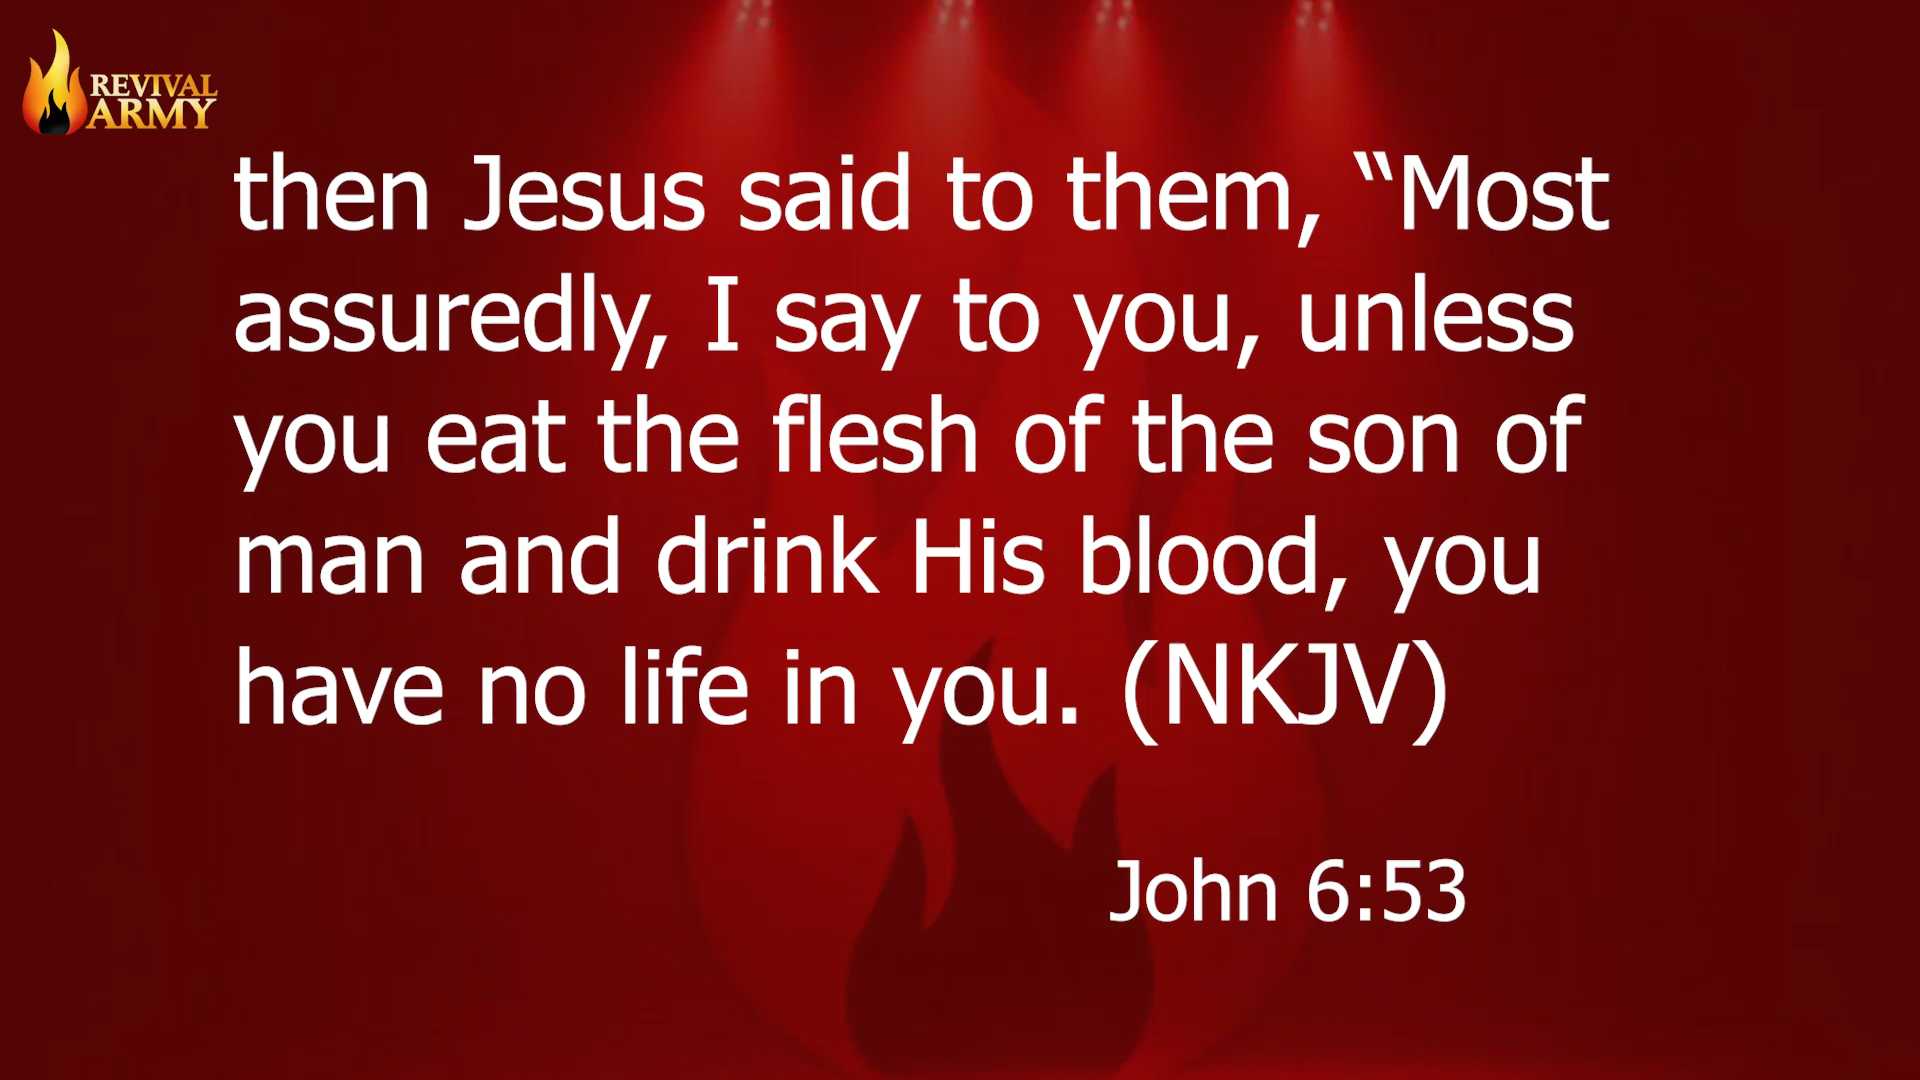 REVIVAL
ARMY
then Jesus said to them, “Most
assuredly, I say to you, unless
you eat the flesh of the son of
man and drink His blood, you
have no life in you. (NKJV)
John 6:53